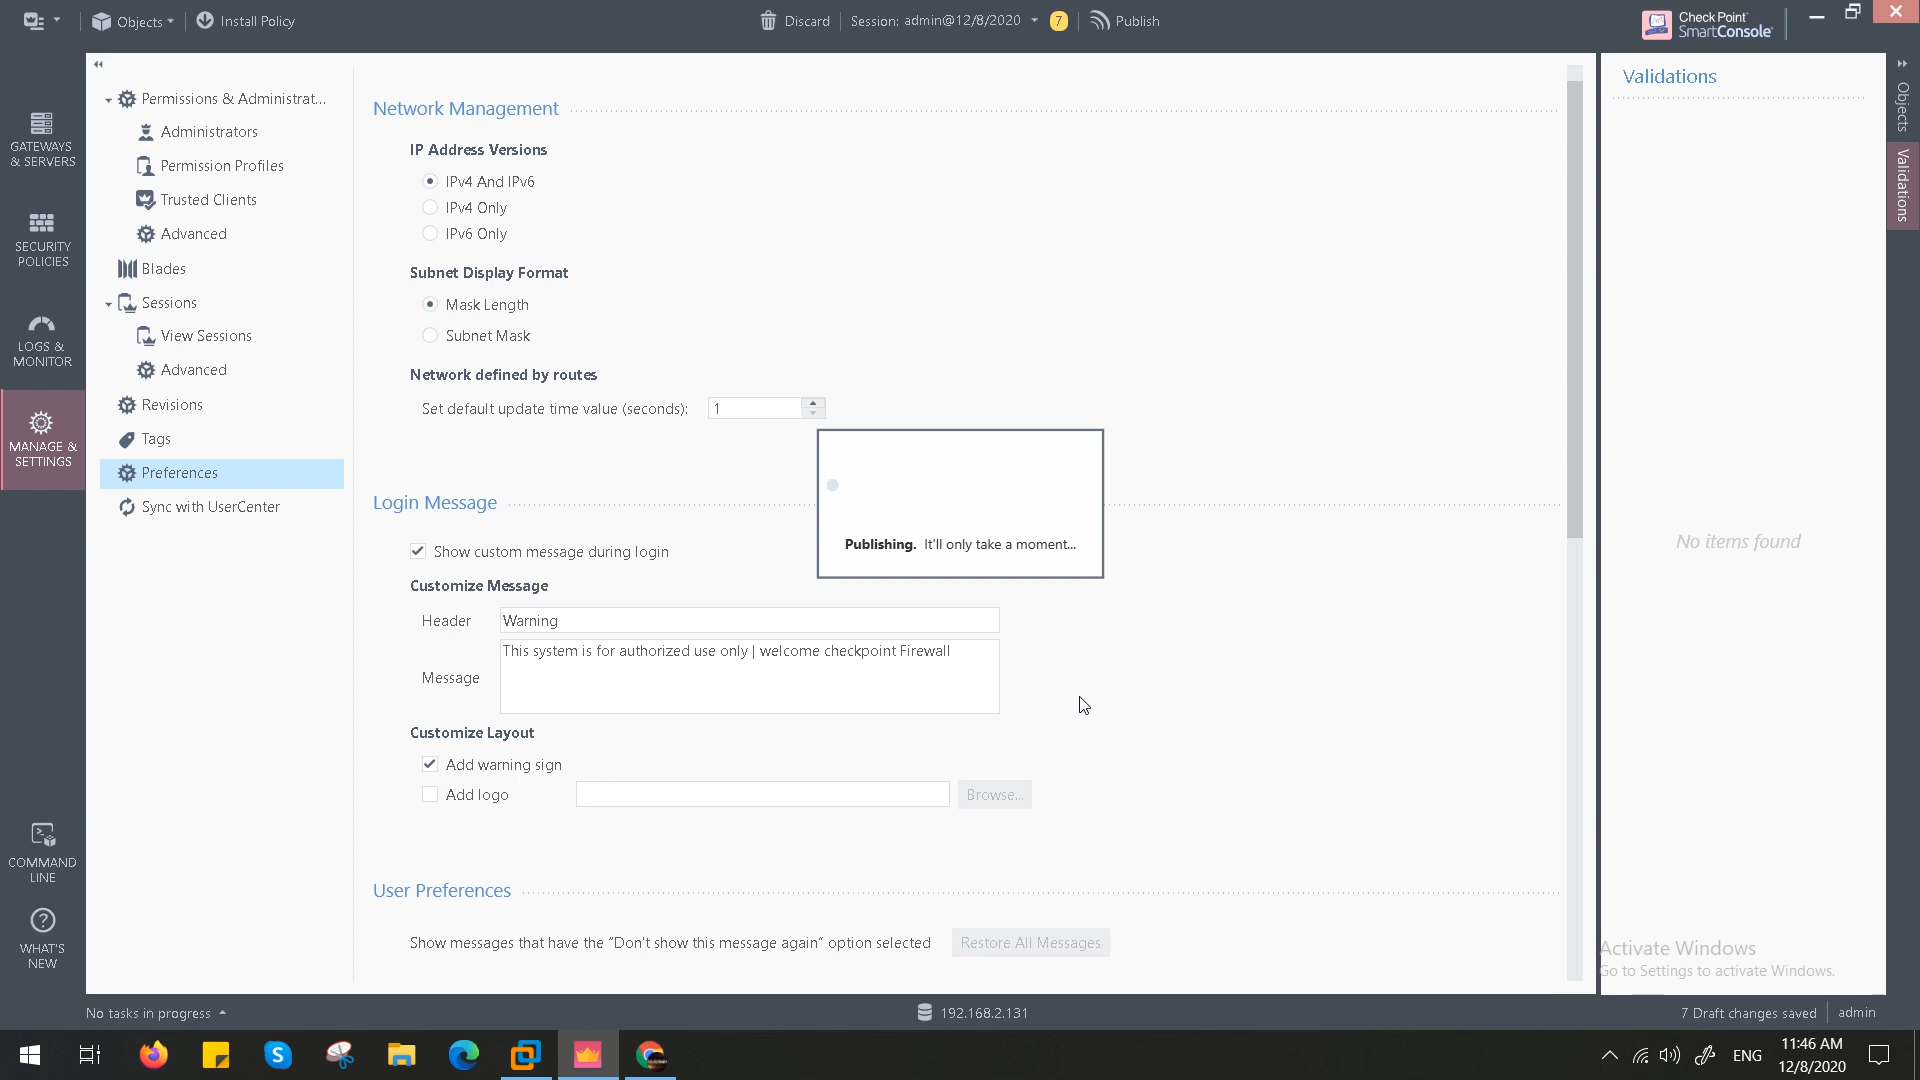 Objects
Install Policy
Discard
Session: admin@12/8/2020
7
Publish
Check Point
SmartConsole
GATEWAYS
& SERVERS
SECURITY
POLICIES
LOGS &
MONITOR
MANAGE &
SETTINGS
COMMAND
LINE
WHAT'S
NEW
Permissions & Administrat...
Administrators
Permission Profiles
Trusted Clients
Advanced
Blades
Sessions
View Sessions
Advanced
Revisions
Tags
Preferences
Sync with UserCenter
Network Management
IP Address Versions
IPv4 And IPv6
IPv4 Only
IPv6 Only
Subnet Display Format
Mask Length
Subnet Mask
Network defined by routes
Set default update time value (seconds): 1
Publishing. It'll only take a moment...
Login Message
Show custom message during login
Customize Message
Header Warning
Message This system is for authorized use only | welcome checkpoint Firewall
Customize Layout
Add warning sign
Add logo
Browse...
User Preferences
Show messages that have the "Don't show this message again" option selected
Restore All Messages
Validations
No items found
Objects
Validations
Activate Windows
Go to Settings to activate Windows.
No tasks in progress
192.168.2.131
7 Draft changes saved
admin
ENG
11:46 AM
12/8/2020